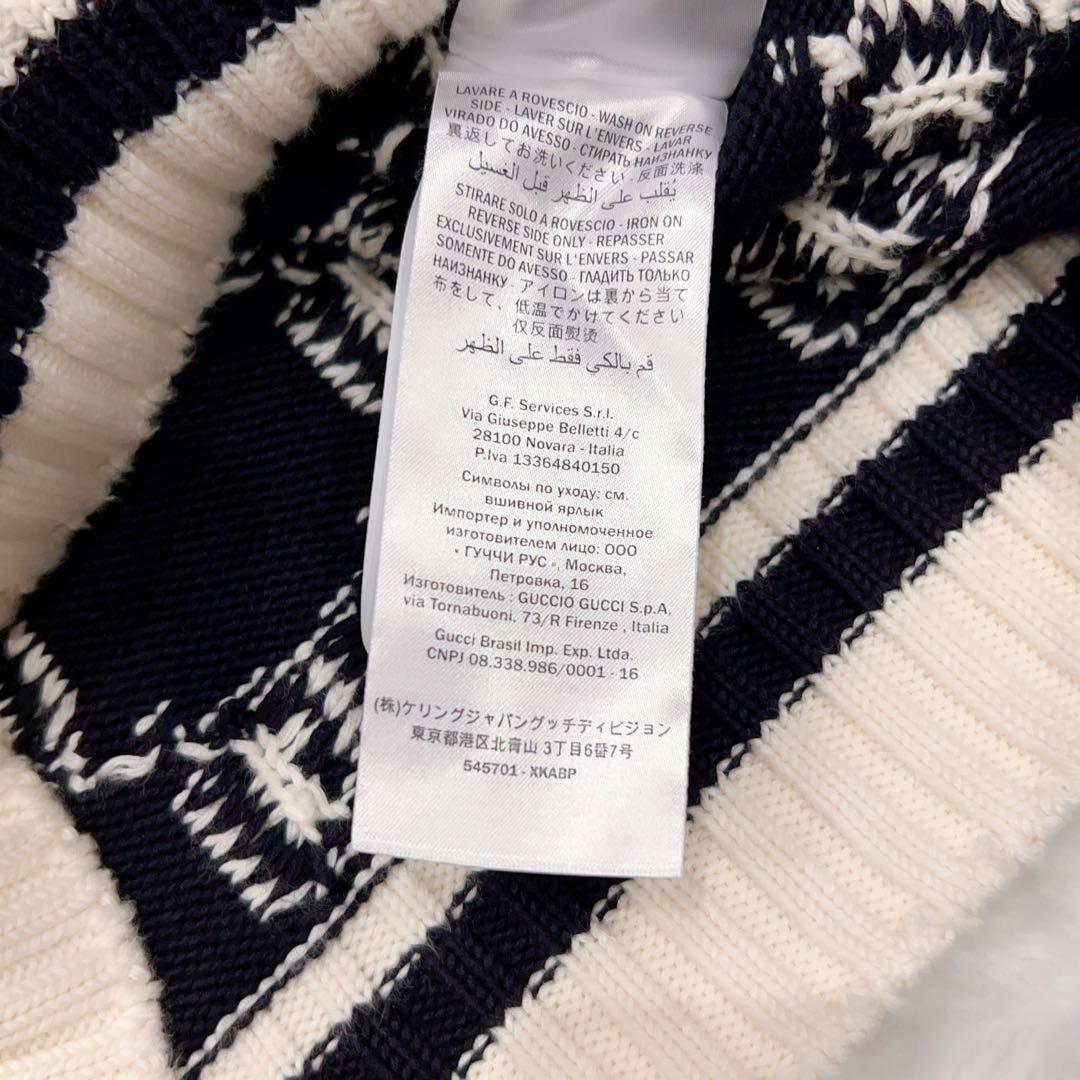 LAVARE A ROVESCIO - WASH ON REVERSE
SIDE - LAVER SUR L'ENVERS - LAVAR
VIRADO DO AVESSO - СТИРАТЬ НАИЗНАНКУ
裏返してお洗いください - 反面洗涤
يُقلب على الظهر قبل الغسيل
STIRARE SOLO A ROVESCIO - IRON ON
REVERSE SIDE ONLY - REPASSER
EXCLUSIVEMENT SUR L'ENVERS - PASSAR
SOMENTE DO AVESSO - ГЛАДИТЬ ТОЛЬКО
НАИЗНАНКУ - アイロンは裏から当て
布をして、低温でかけてください
仅反面熨烫
قم بالكي فقط على الظهر
G.F. Services S.r.l.
Via Giuseppe Belletti 4/c
28100 Novara - Italia
P.Iva 13364840150
Символы по уходу: см.
вшивной ярлык
Импортер и уполномоченное
изготовителем лицо: ООО
« ГУЧЧИ РУС », Москва,
Петровка, 16
Изготовитель : GUCCIO GUCCI S.p.A,
via Tornabuoni, 73/R Firenze , Italia
Gucci Brasil Imp. Exp. Ltda.
CNPJ 08.338.986/0001 - 16
(株)ケリングジャパングッチディビジョン
東京都港区北青山 3丁目6番7号
545701 - XKABP